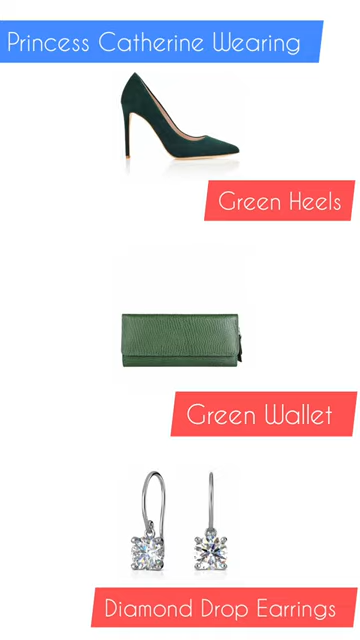 Princess Catherine Wearing
Green Heels
Green Wallet
Diamond Drop Earrings